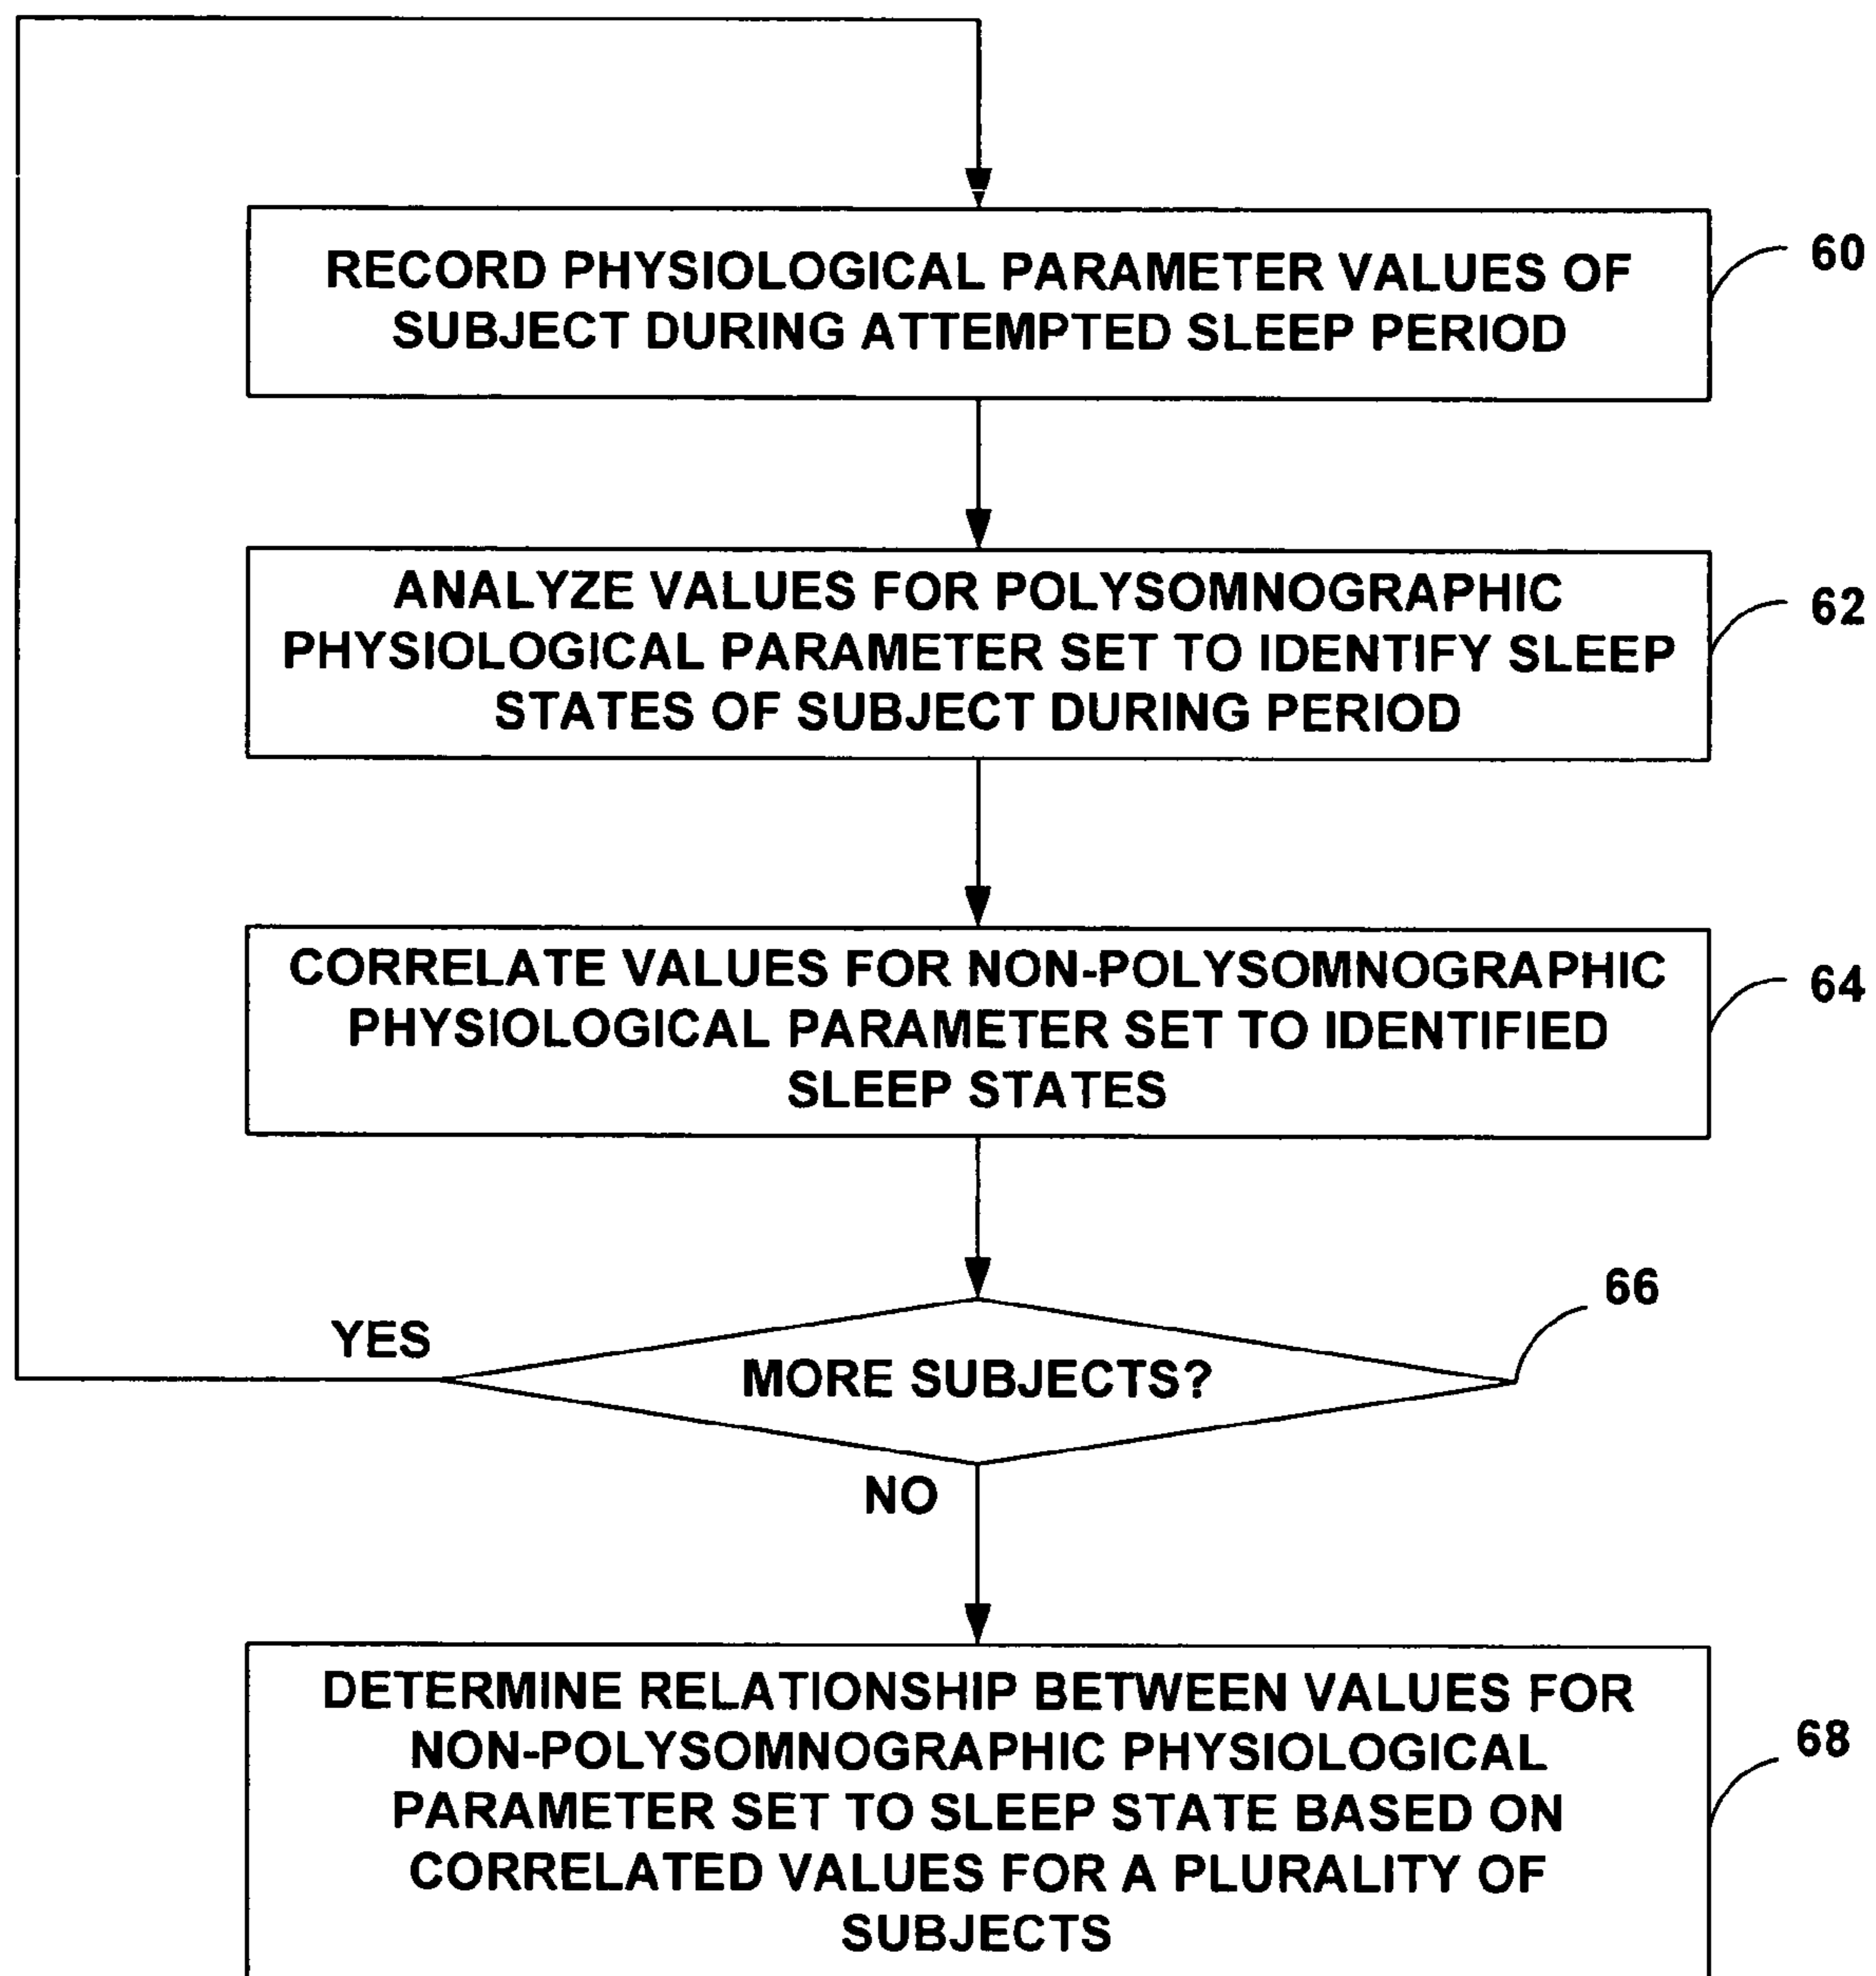 RECORD PHYSIOLOGICAL PARAMETER VALUES OF
SUBJECT DURING ATTEMPTED SLEEP PERIOD
60
ANALYZE VALUES FOR POLYSOMNOGRAPHIC
PHYSIOLOGICAL PARAMETER SET TO IDENTIFY SLEEP
STATES OF SUBJECT DURING PERIOD
62
CORRELATE VALUES FOR NON-POLYSOMNOGRAPHIC
PHYSIOLOGICAL PARAMETER SET TO IDENTIFIED
SLEEP STATES
64
66
YES
MORE SUBJECTS?
NO
DETERMINE RELATIONSHIP BETWEEN VALUES FOR
NON-POLYSOMNOGRAPHIC PHYSIOLOGICAL
PARAMETER SET TO SLEEP STATE BASED ON
CORRELATED VALUES FOR A PLURALITY OF
SUBJECTS
68